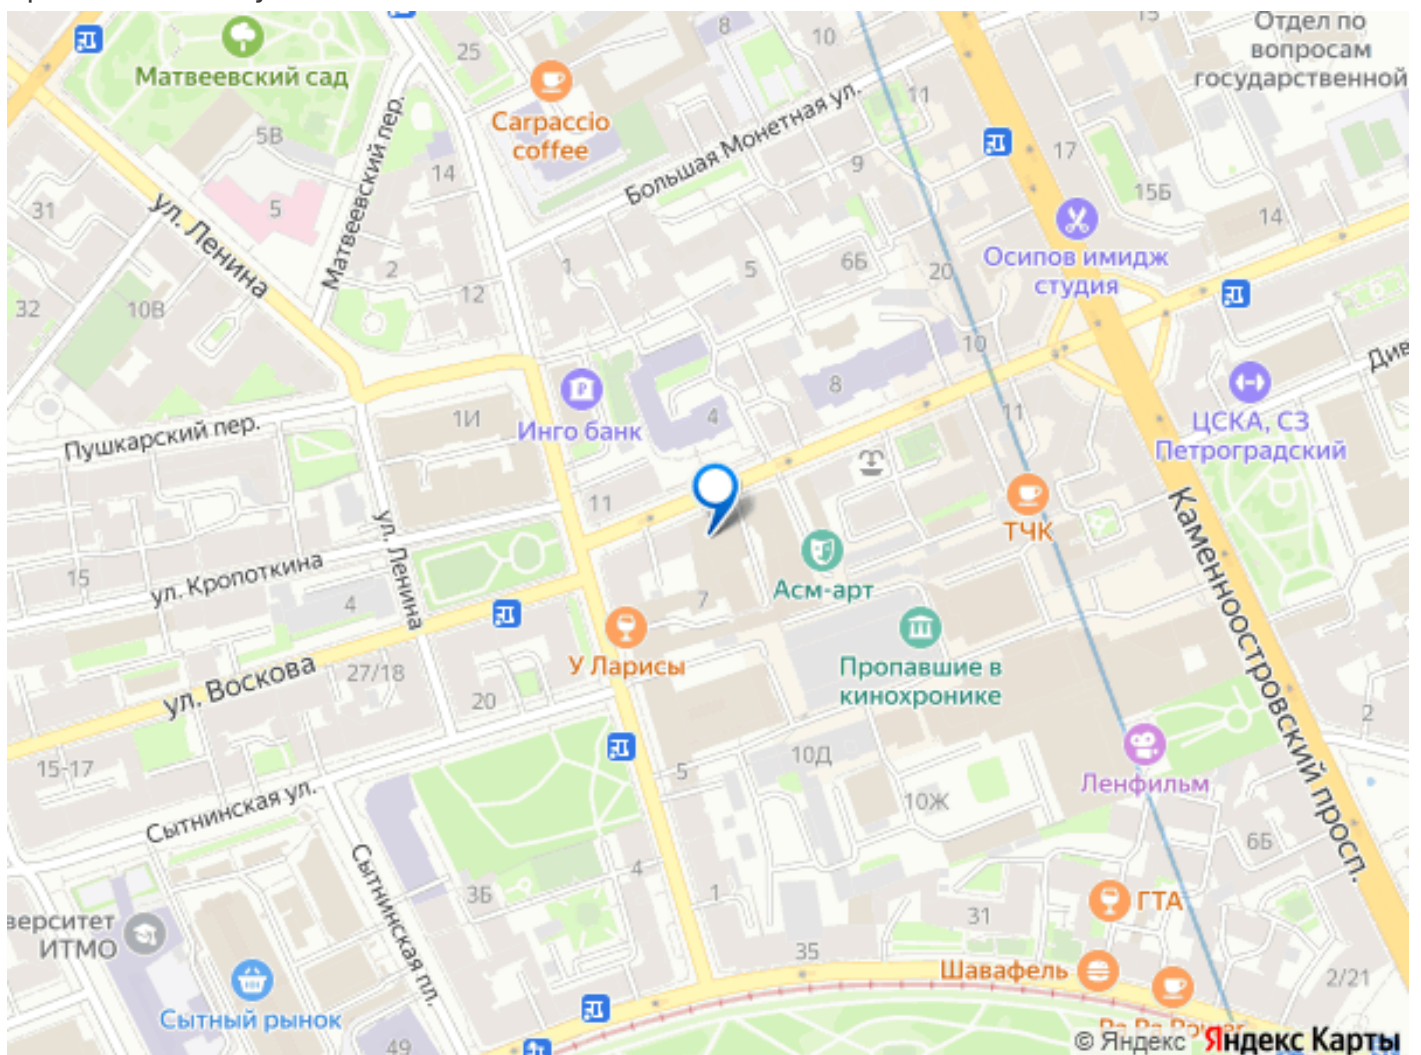 Отдел по
вопросам
государственной
15
8
10
25
Матвеевский сад
Carpaccio
coffee
Большая Монетная ул.
11
5В
Матвеевский пер.
14
9
17
15Б
31
5
ул. Ленина
14
Осипов имидж
студия
2
1
5
6Б
20
12
32
10В
10
6
8
Див
1И
Инго банк
4
11
ЦСКА, СЗ
Петроградский
Пушкарский пер.
11
ТЧК
Каменноостровский просп.
ул. Ленина
15
ул. Кропоткина
4
7
Асм-арт
У Ларисы
Пропавшие в
кинохронике
27/18
ул. Воскова
20
2
15-17
5
10Д
Ленфильм
10Ж
Сытнинская ул.
6Б
4
3Б
1
Сытнинская пл.
31
ГТА
верситет
ИТМО
35
Шавафель
2/21
Сытный рынок
49
© Яндекс Яндекс Карты